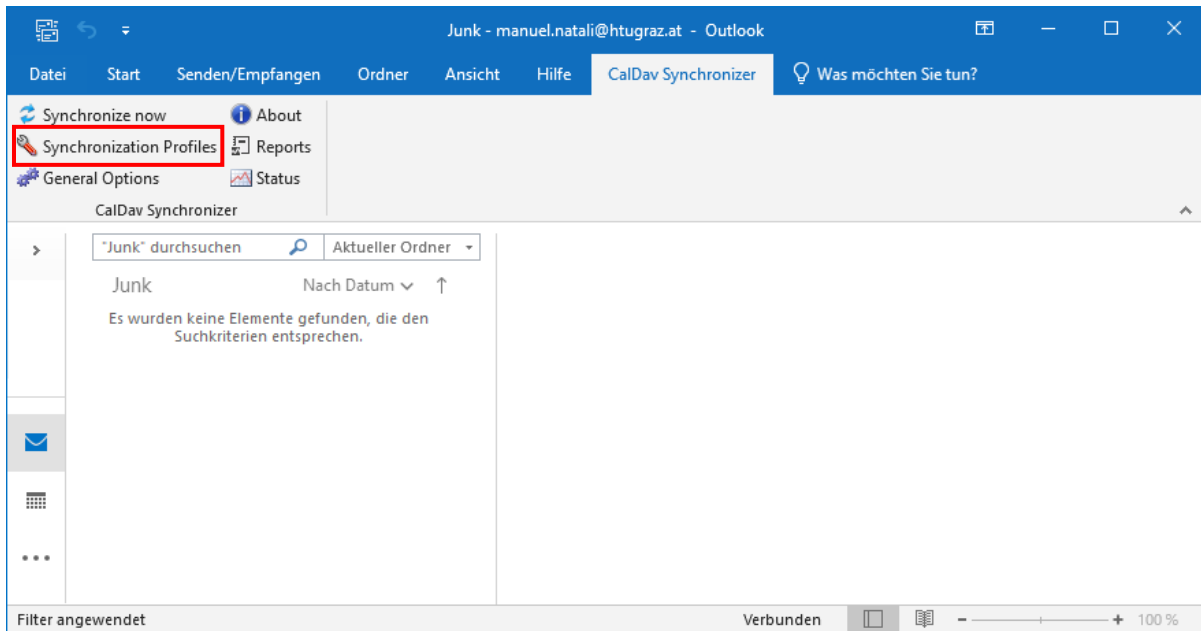 Junk - manuel.natali@htugraz.at - Outlook
Datei Start Senden/Empfangen Ordner Ansicht Hilfe CalDav Synchronizer Was möchten Sie tun?
Synchronize now About
Synchronization Profiles Reports
General Options Status
CalDav Synchronizer
"Junk" durchsuchen Aktueller Ordner
Junk Nach Datum
Es wurden keine Elemente gefunden, die den
Suchkriterien entsprechen.
Filter angewendet Verbunden 100 %